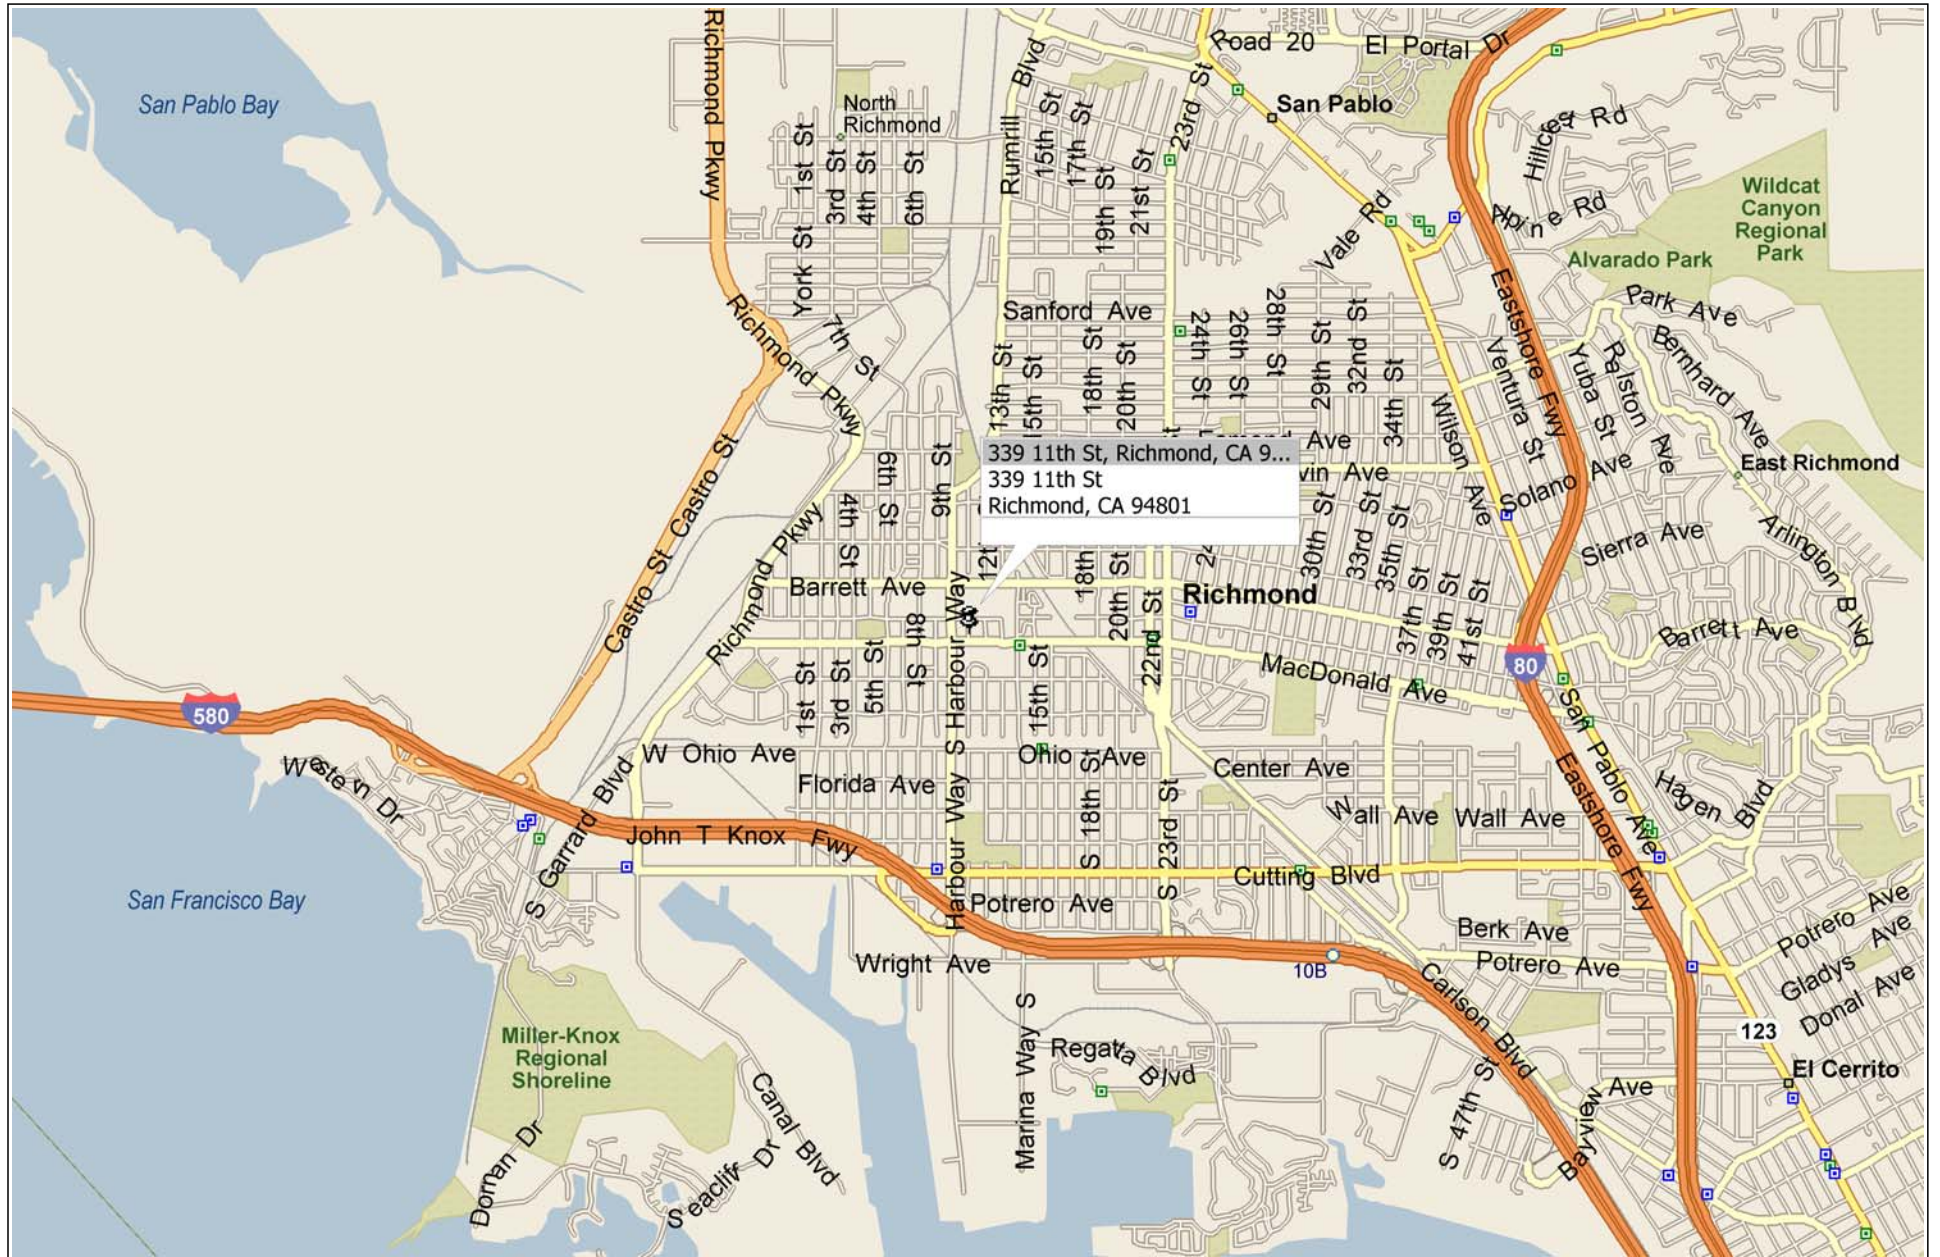 Richmond Pkwy
Road 20
El Portal Dr
San Pablo Bay
North
Richmond
San Pablo
Rumrill
Blvd
15th St
17th St
23rd St
Hillcest Rd
York St
1st St
3rd St
4th St
6th St
19th St
21st St
Vale Rd
Alpine Rd
Wildcat
Canyon
Regional
Park
Alvarado Park
Park Ave
Sanford Ave
7th St
Richmond Pkwy
13th St
15th St
18th St
20th St
24th St
26th St
28th St
29th St
32nd St
34th St
Eastshore Fwy
Ventura St
Yuba St
Ralston Ave
Bernhard Ave
Wilson Ave
Ave
vin Ave
339 11th St, Richmond, CA 9...
339 11th St
Richmond, CA 94801
East Richmond
Solano Ave
Sierra Ave
Arlington Blvd
Castro St
Castro St
Richmond Pkwy
4th St
6th St
9th St
18th
20th St
30th St
33rd St
35th St
37th St
39th St
41st St
Barrett Ave
Richmond
Barrett Ave
8th St
S Harbour Way
22nd St
MacDonald Ave
80
1st St
3rd St
5th St
15th St
580
Western Dr
W Ohio Ave
Ohio Ave
Florida Ave
Center Ave
S 18th St
S 23rd St
Wall Ave
Wall Ave
San Pablo Ave
Hagen Blvd
Eastshore Fwy
S Garrard Blvd
John T Knox Fwy
Harbour Way
Cutting Blvd
San Francisco Bay
Potrero Ave
Berk Ave
Potrero Ave
Potrero Ave
Gladys Ave
Donal Ave
Wright Ave
10B
Carlson Blvd
Marina Way S
Miller-Knox
Regional
Shoreline
Regatta Blvd
123
El Cerrito
S 47th St
Bayview Ave
Canal Blvd
Dornan Dr
Seacliff Dr